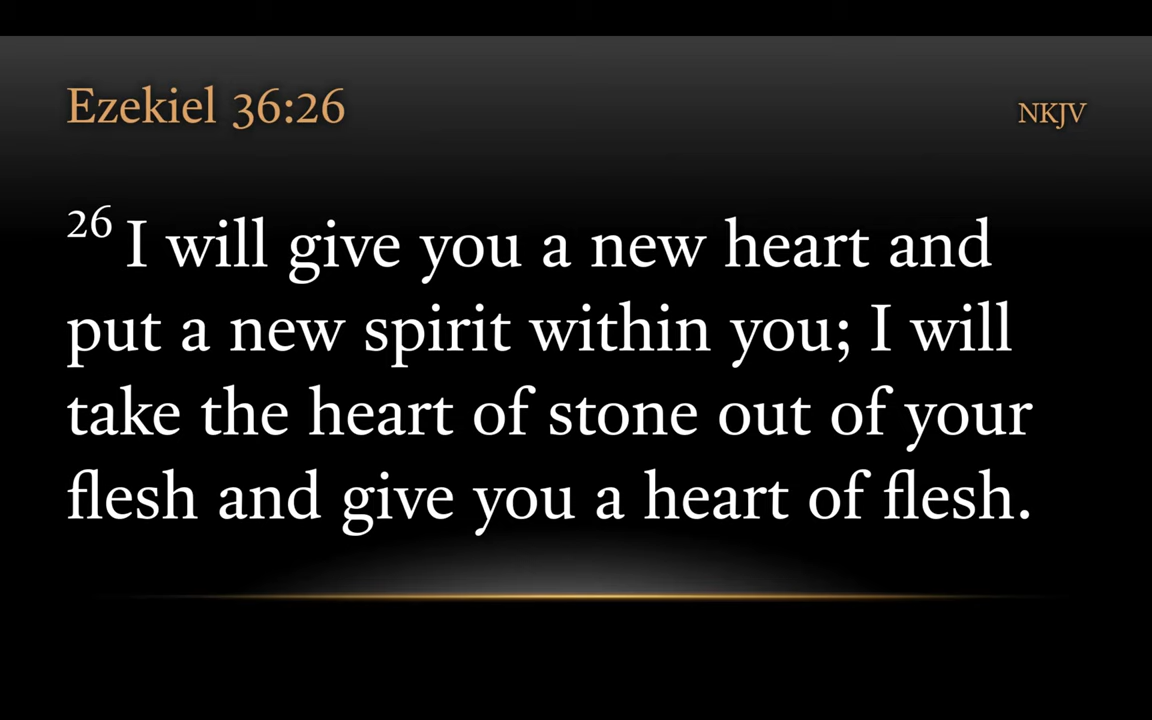 Ezekiel 36:26
NKJV
26 I will give you a new heart and
put a new spirit within you; I will
take the heart of stone out of your
flesh and give you a heart of flesh.